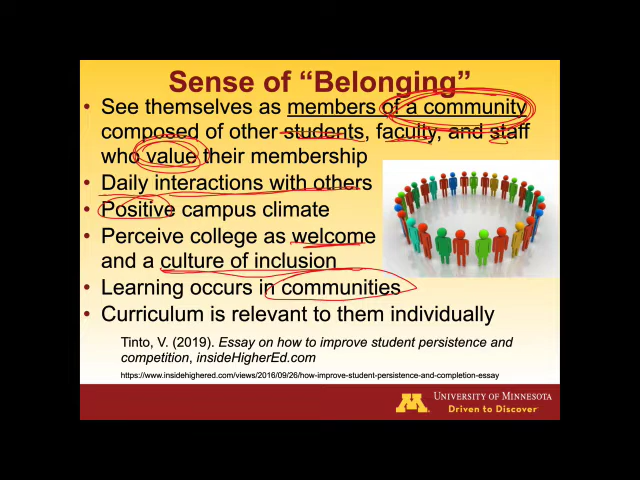 Sense of “Belonging”
• See themselves as members of a community
composed of other students, faculty, and staff
who value their membership
• Daily interactions with others
• Positive campus climate
• Perceive college as welcome
and a culture of inclusion
• Learning occurs in communities
• Curriculum is relevant to them individually
Tinto, V. (2019). Essay on how to improve student persistence and
competition, insideHigherEd.com
https://www.insidehighered.com/views/2016/09/26/how-improve-student-persistence-and-completion-essay
M UNIVERSITY OF MINNESOTA
Driven to Discover™